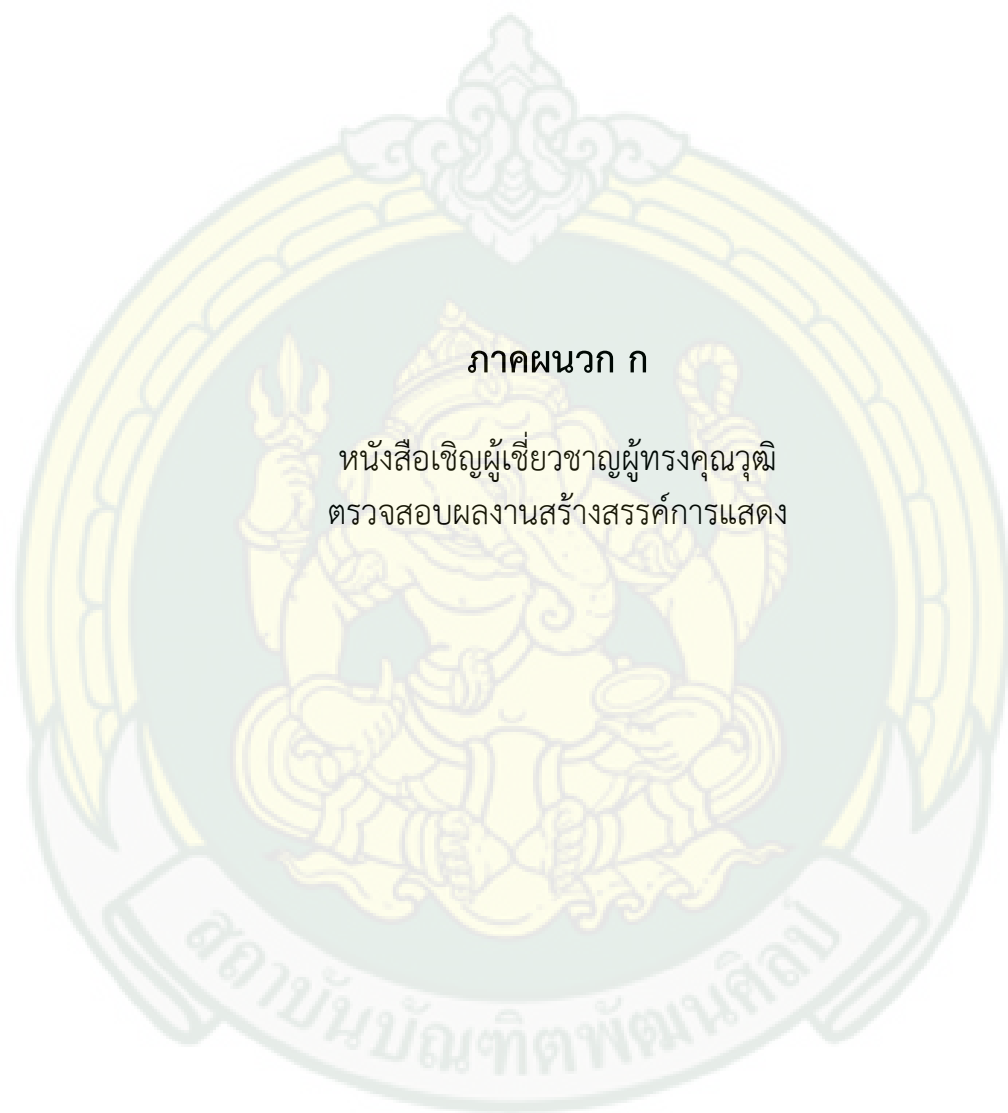 ภาคผนวก ก
หนังสือเชิญผู้เชี่ยวชาญผู้ทรงคุณวุฒิ
ตรวจสอบผลงานสร้างสรรค์การแสดง
สถาบันบัณฑิตพัฒนศิลป์